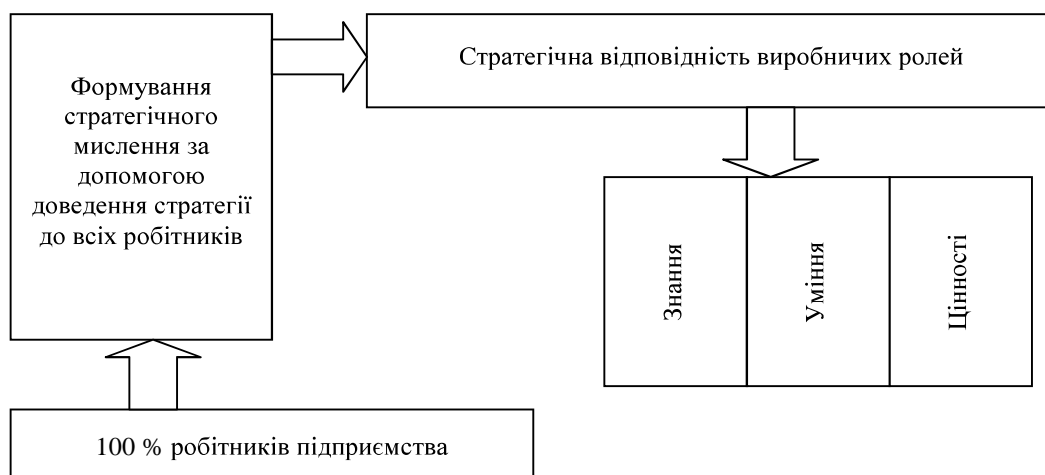 Формування
стратегічного
мислення за
допомогою
доведення стратегії
до всіх робітників
Стратегічна відповідність виробничих ролей
Знання
Уміння
Цінності
100 % робітників підприємства